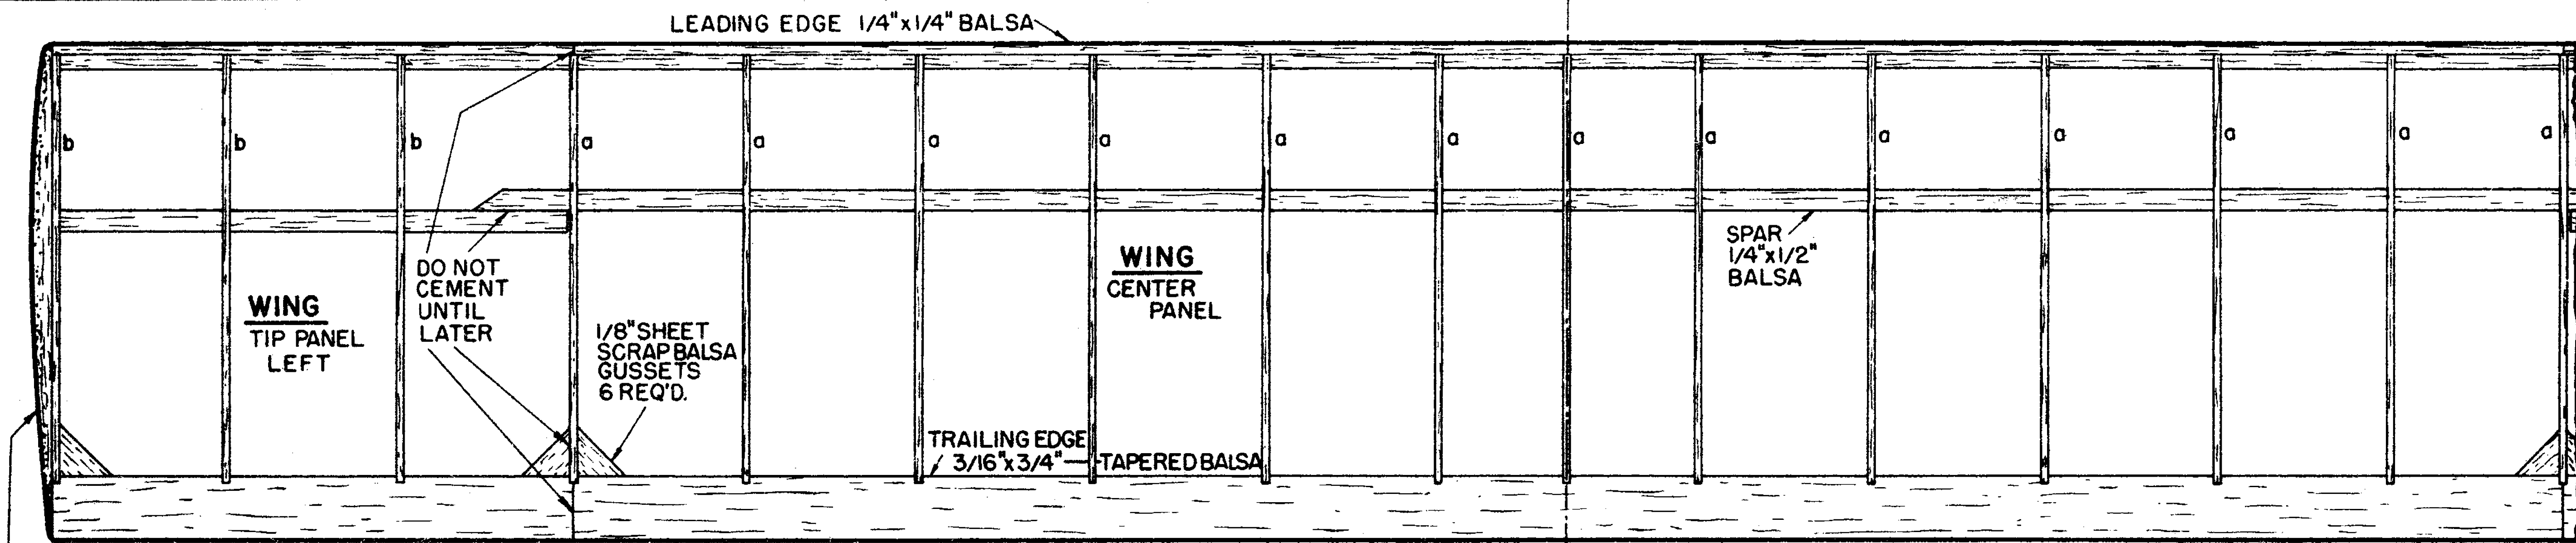 LEADING EDGE 1/4"x1/4" BALSA
b
b
b
a
a
a
a
a
a
a
a
a
a
a
a
a
DO NOT
CEMENT
UNTIL
LATER
WING
TIP PANEL
LEFT
1/8" SHEET
SCRAP BALSA
GUSSETS
6 REQ'D.
WING
CENTER
PANEL
SPAR
1/4"x1/2"
BALSA
TRAILING EDGE
3/16"x3/4" TAPERED BALSA